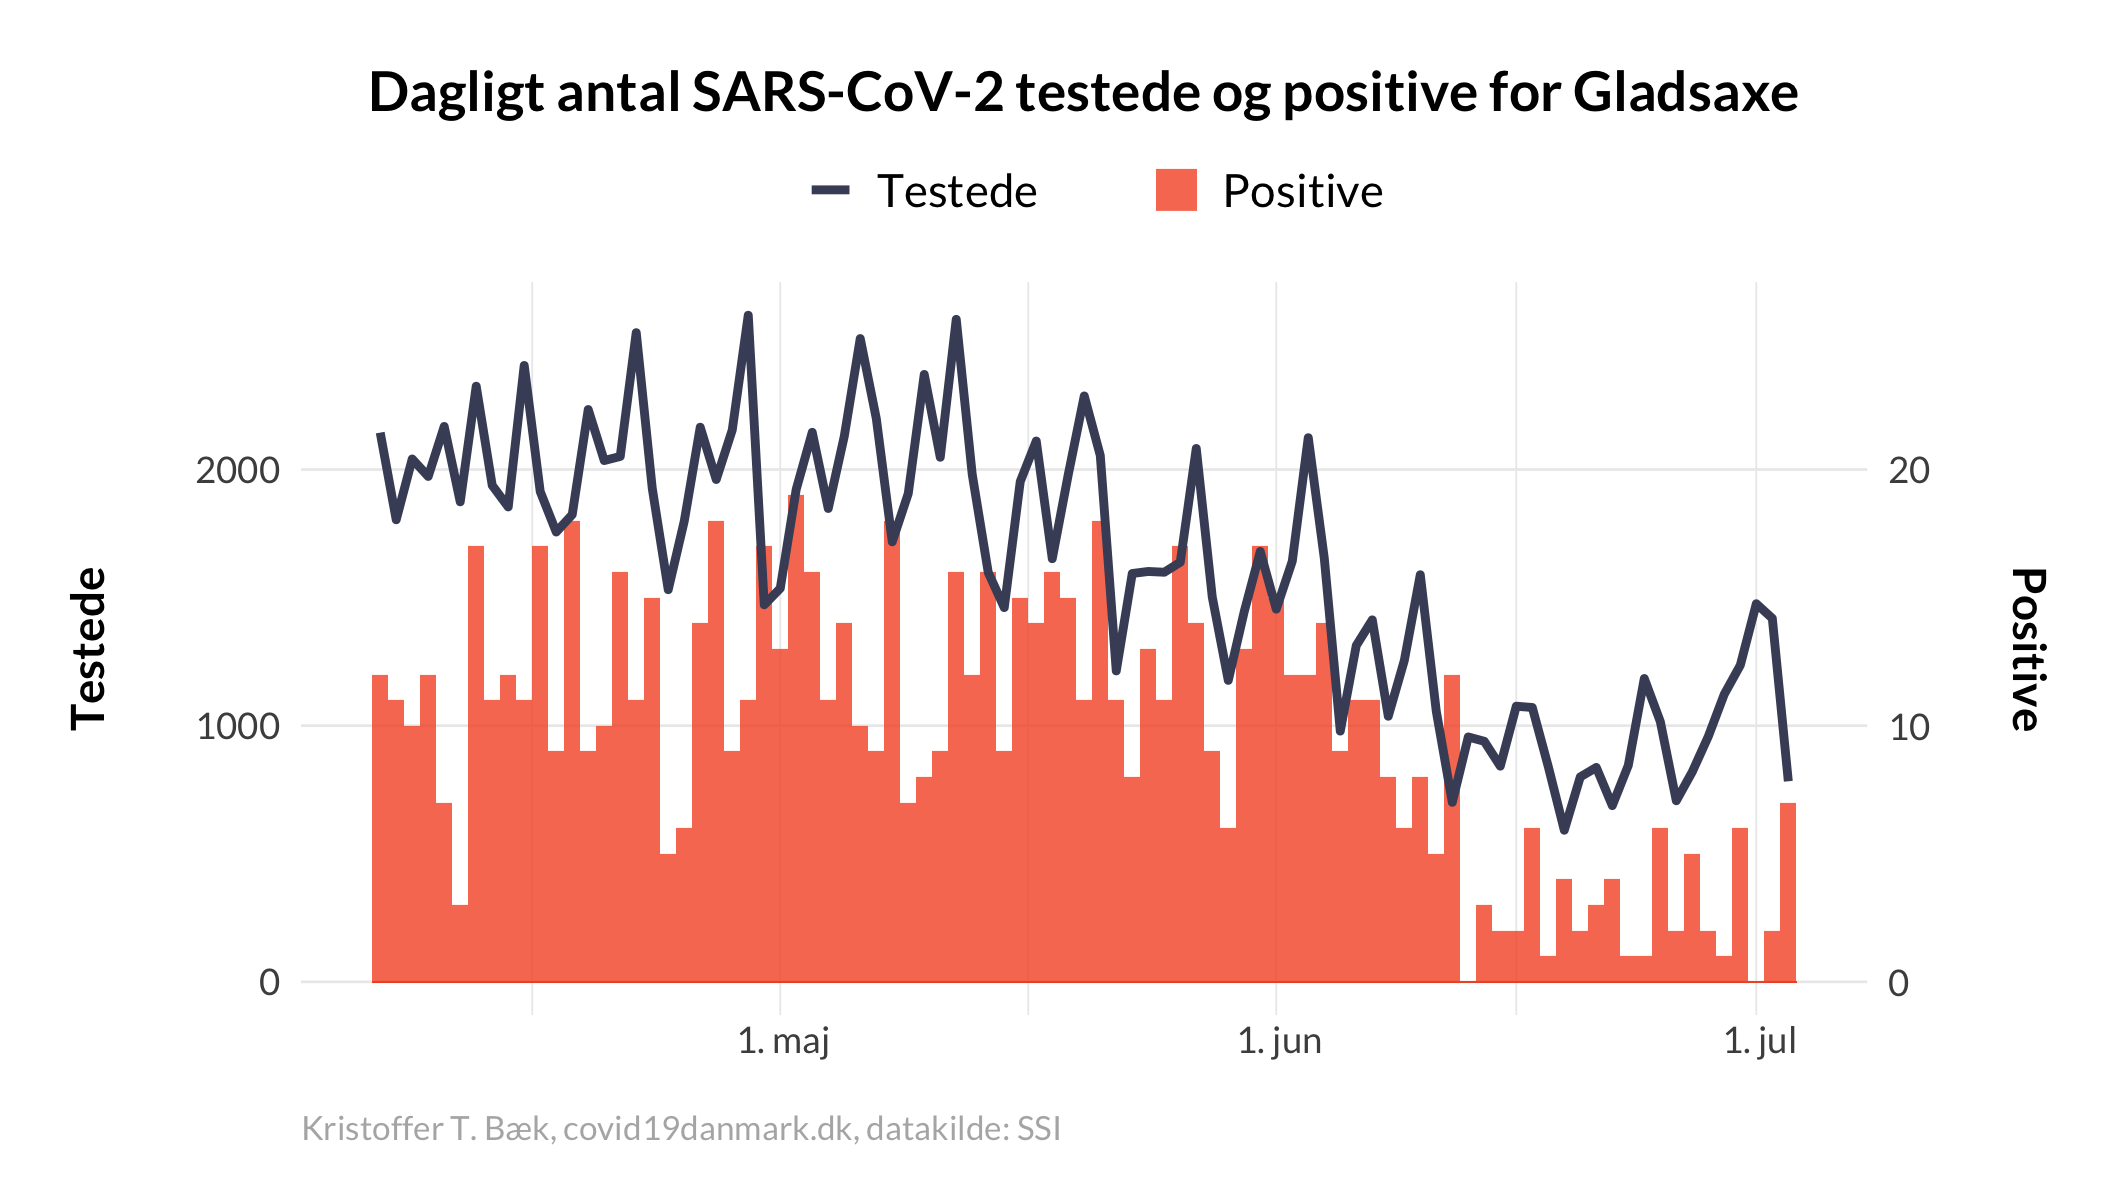 Dagligt antal SARS-CoV-2 testede og positive for Gladsaxe
Testede
Positive
2000
1000
0
20
10
0
Testede
Positive
1. maj
1. jun
1. jul
Kristoffer T. Bæk, covid19danmark.dk, datakilde: SSI